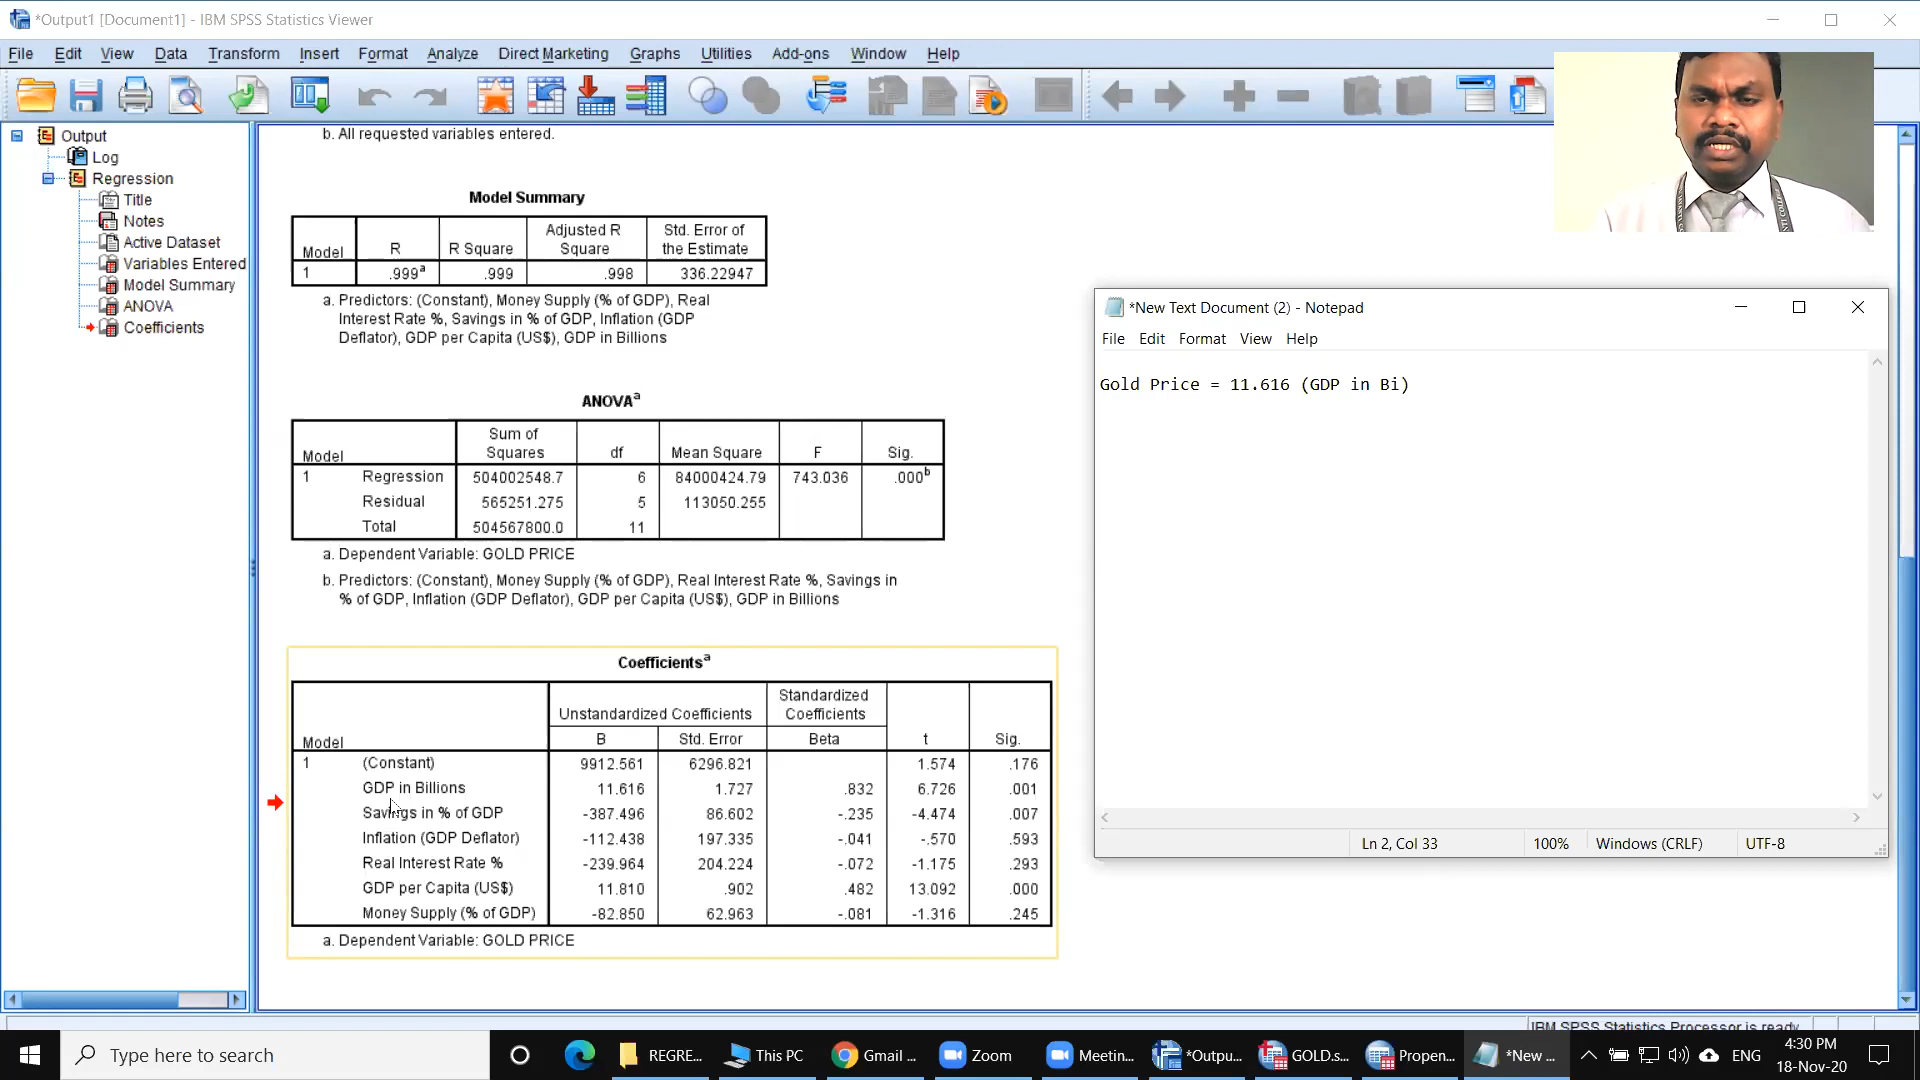 *Output1 [Document1] - IBM SPSS Statistics Viewer
File Edit View Data Transform Insert Format Analyze Direct Marketing Graphs Utilities Add-ons Window Help
Output
Log
Regression
Title
Notes
Active Dataset
Variables Entered
Model Summary
ANOVA
Coefficients
b. All requested variables entered.
Model Summary
Model R R Square Adjusted R Square Std. Error of the Estimate
1 .999a .999 .998 336.22947
a. Predictors: (Constant), Money Supply (% of GDP), Real
Interest Rate %, Savings in % of GDP, Inflation (GDP
Deflator), GDP per Capita (US$), GDP in Billions
ANOVAa
Model Sum of Squares df Mean Square F Sig.
1 Regression 504002548.7 6 84000424.79 743.036 .000b
Residual 565251.275 5 113050.255
Total 504567800.0 11
a. Dependent Variable: GOLD PRICE
b. Predictors: (Constant), Money Supply (% of GDP), Real Interest Rate %, Savings in
% of GDP, Inflation (GDP Deflator), GDP per Capita (US$), GDP in Billions
Coefficientsa
Model Unstandardized Coefficients Standardized Coefficients
B Std. Error Beta t Sig.
1 (Constant) 9912.561 6296.821 1.574 .176
GDP in Billions 11.616 1.727 .832 6.726 .001
Savings in % of GDP -387.496 86.602 -.235 -4.474 .007
Inflation (GDP Deflator) -112.438 197.335 -.041 -.570 .593
Real Interest Rate % -239.964 204.224 -.072 -1.175 .293
GDP per Capita (US$) 11.810 .902 .482 13.092 .000
Money Supply (% of GDP) -82.850 62.963 -.081 -1.316 .245
a. Dependent Variable: GOLD PRICE
*New Text Document (2) - Notepad
File Edit Format View Help
Gold Price = 11.616 (GDP in Bi)
Ln 2, Col 33 100% Windows (CRLF) UTF-8
IBM SPSS Statistics Processor is ready
Type here to search
REGRE... This PC Gmail ... Zoom Meetin... *Outpu... GOLD.s... Propen... *New ...
ENG
4:30 PM
18-Nov-20